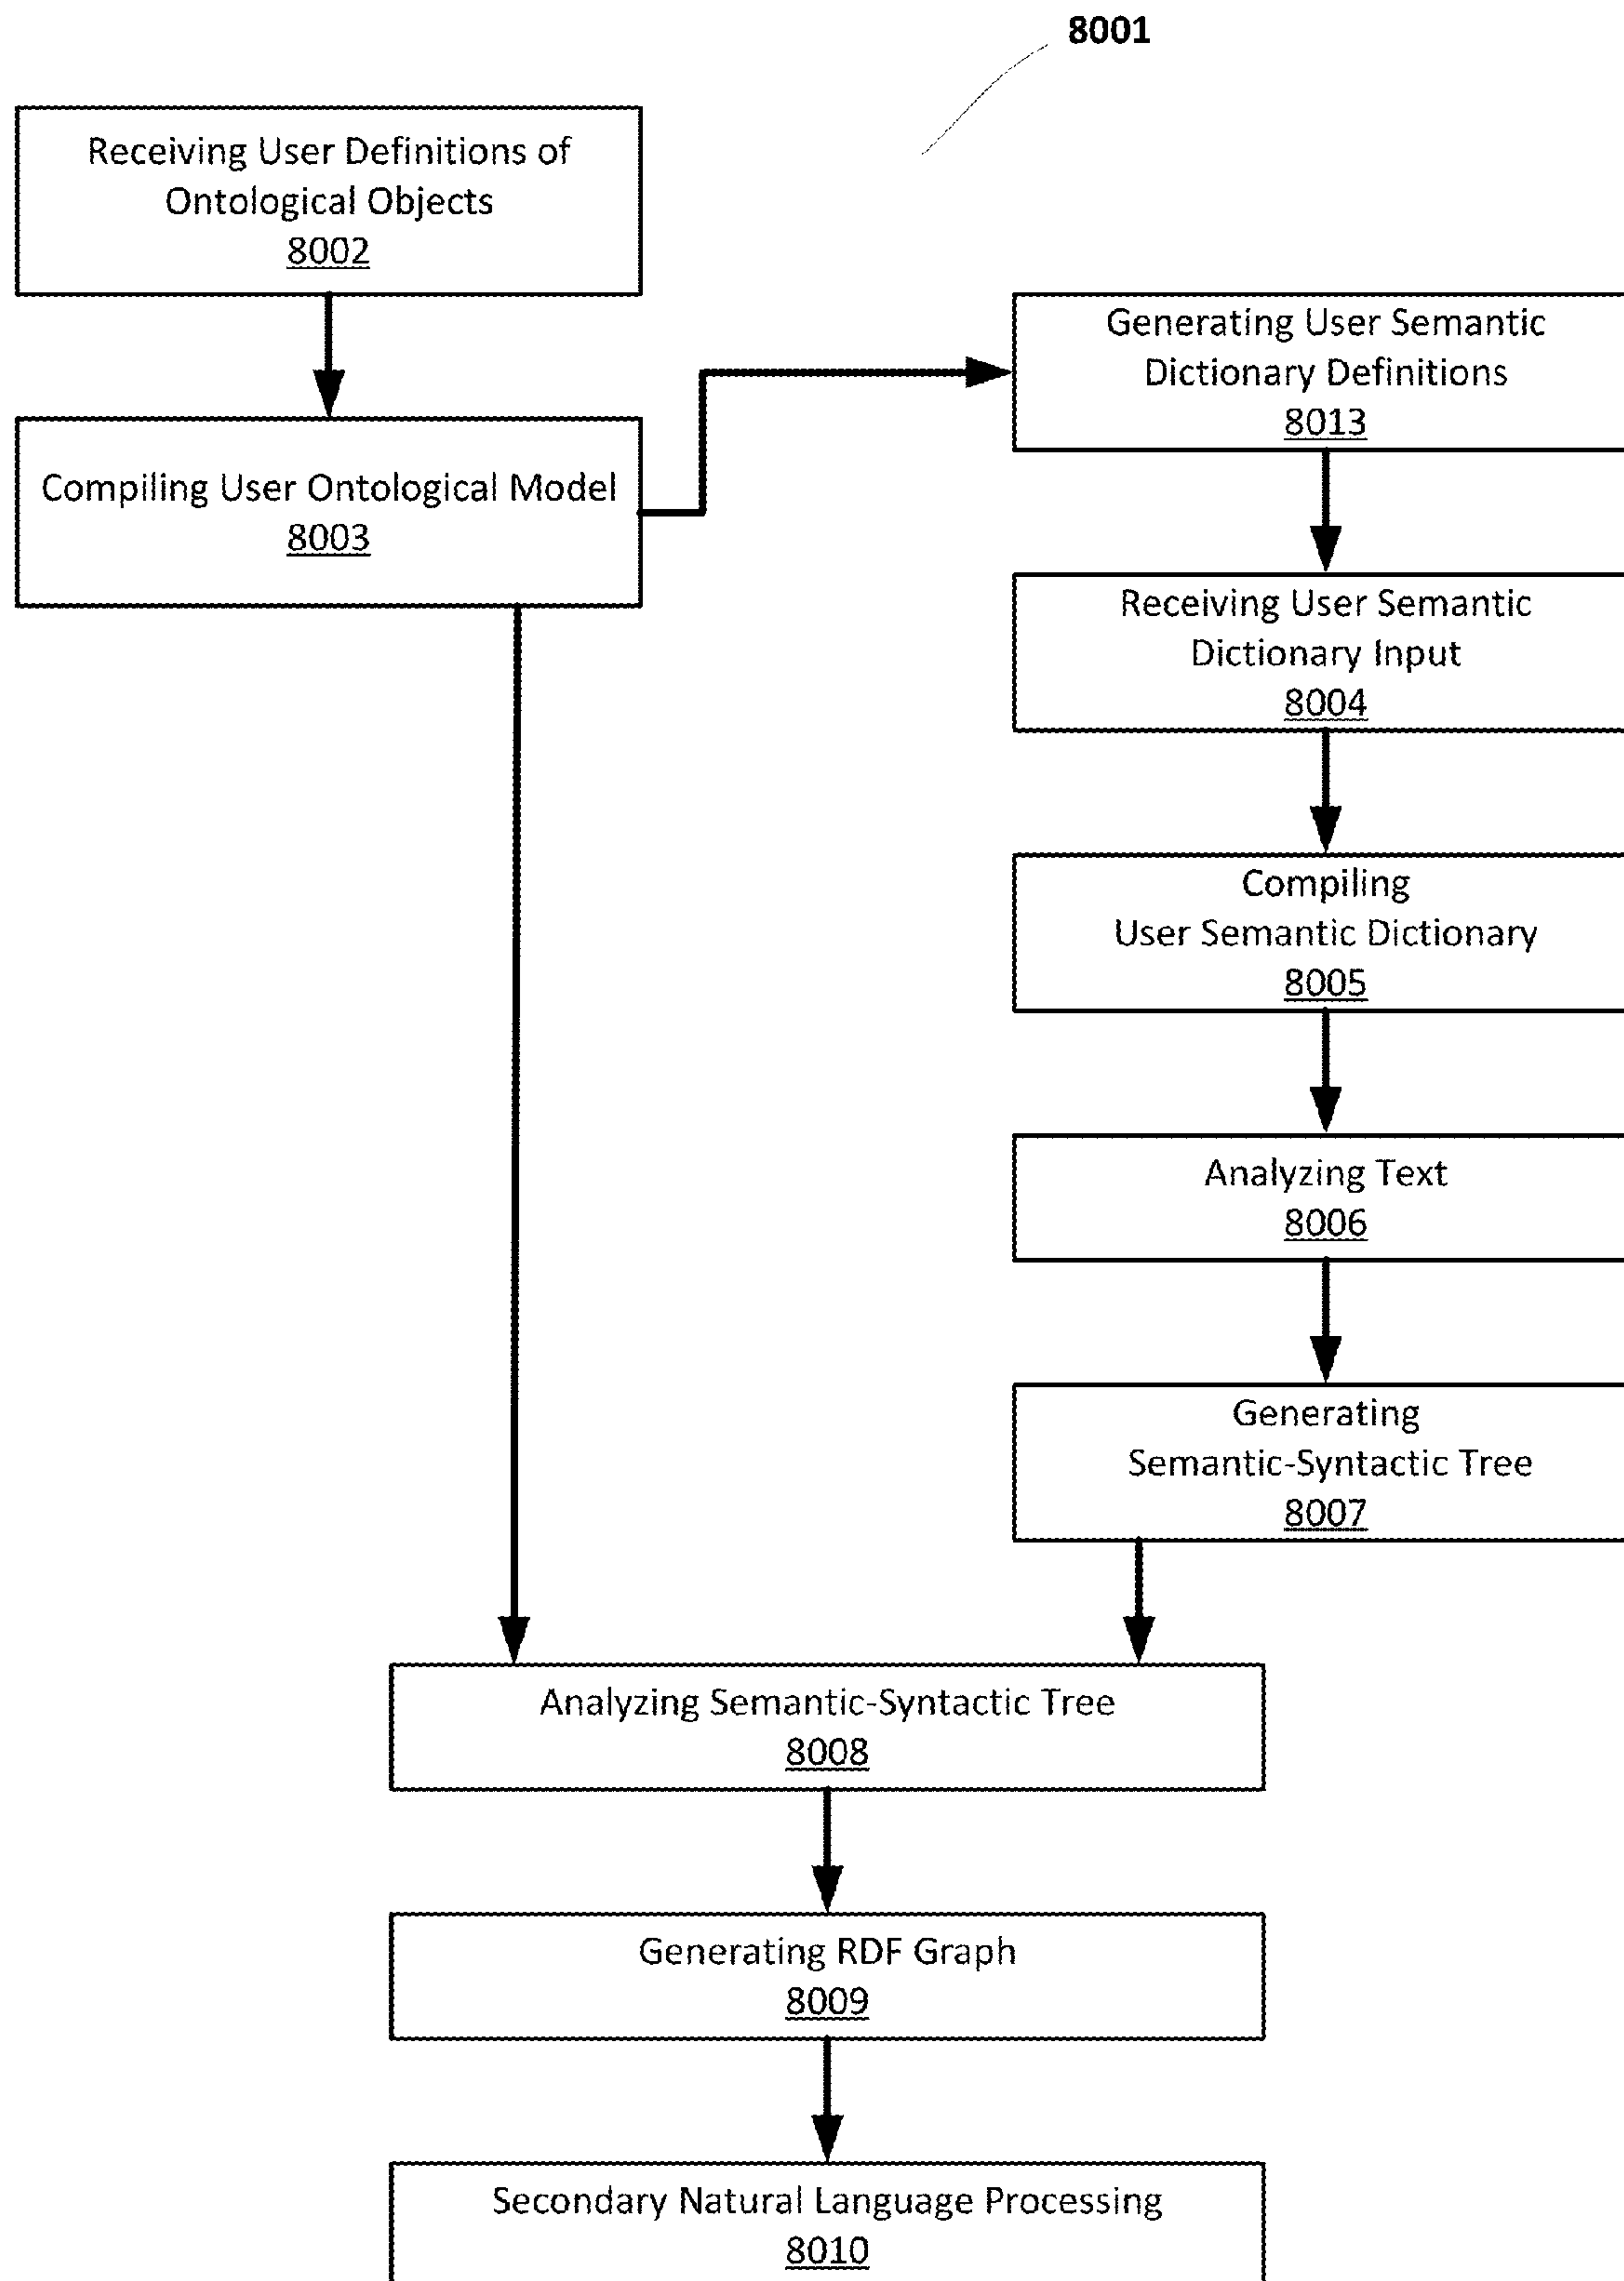 8001
Receiving User Definitions of
Ontological Objects
8002
Compiling User Ontological Model
8003
Generating User Semantic
Dictionary Definitions
8013
Receiving User Semantic
Dictionary Input
8004
Compiling
User Semantic Dictionary
8005
Analyzing Text
8006
Generating
Semantic-Syntactic Tree
8007
Analyzing Semantic-Syntactic Tree
8008
Generating RDF Graph
8009
Secondary Natural Language Processing
8010